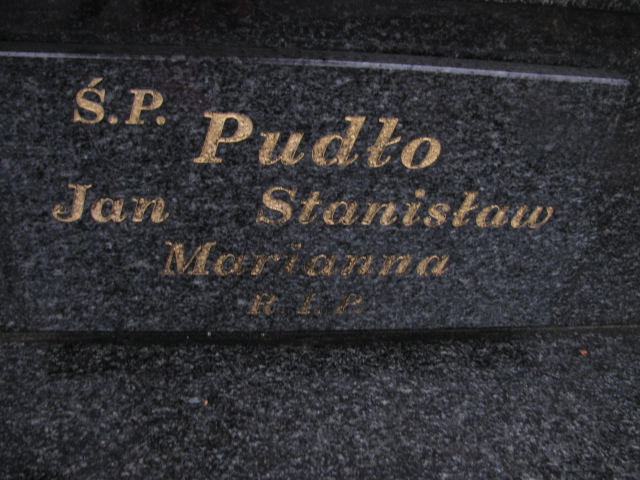 Ś.P. Pudło
Jan Stanisław
Marianna
R. I. P.